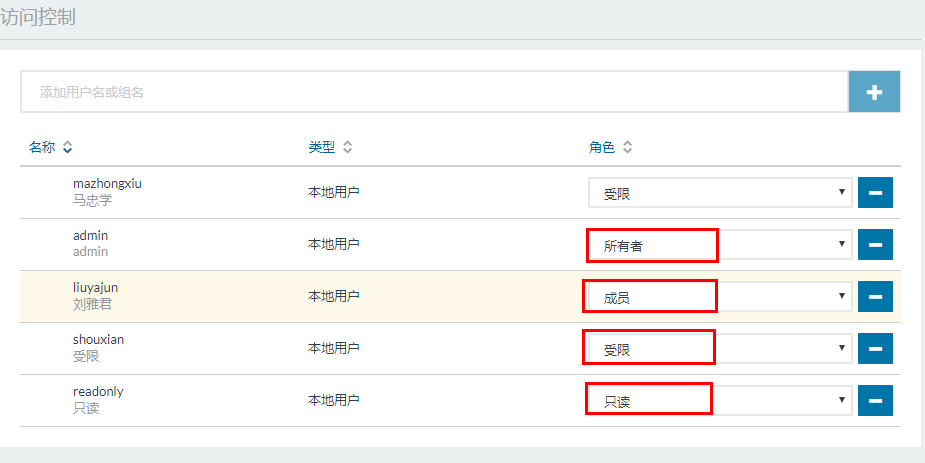 访问控制
添加用户名或组名
名称 类型 角色
mazhongxiu
马忠学
本地用户 受限
admin
admin
本地用户 所有者
liuyajun
刘雅君
本地用户 成员
shouxian
受限
本地用户 受限
readonly
只读
本地用户 只读